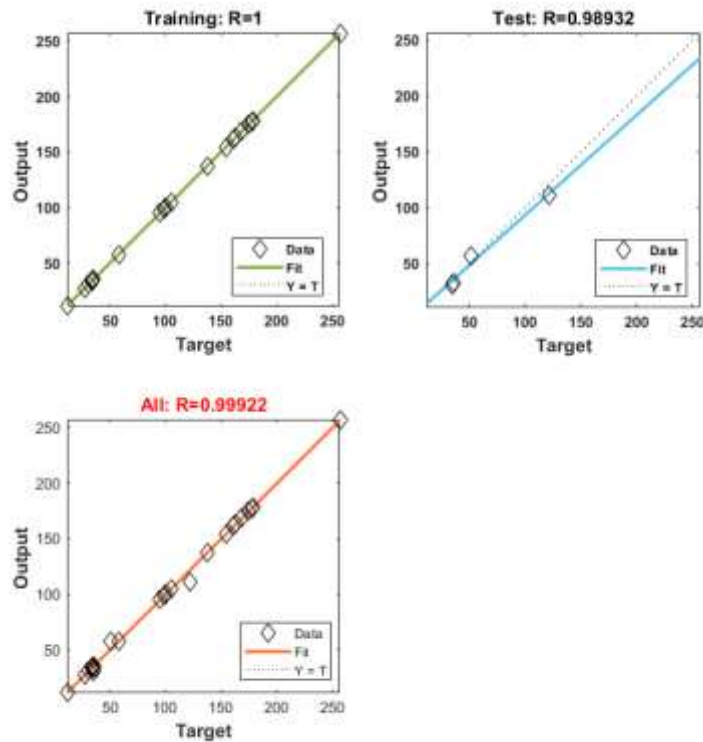 Training: R=1
250
200
150
100
50
Output
Data
Fit
Y = T
50
100
150
200
250
Target
Test: R=0.98932
250
200
150
100
50
Output
Data
Fit
Y = T
50
100
150
200
250
Target
All: R=0.99922
250
200
150
100
50
Output
Data
Fit
Y = T
50
100
150
200
250
Target